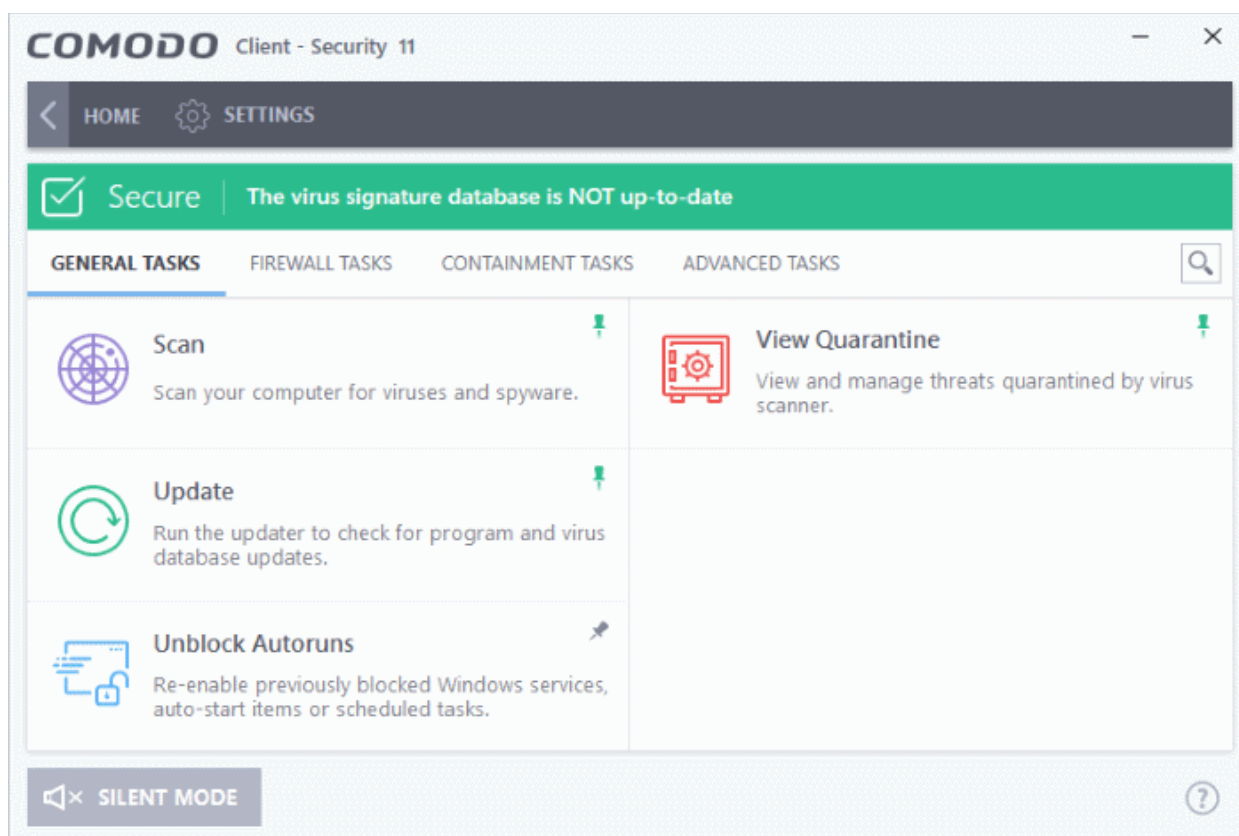 COMODO Client - Security 11
HOME SETTINGS
Secure The virus signature database is NOT up-to-date
GENERAL TASKS FIREWALL TASKS CONTAINMENT TASKS ADVANCED TASKS
Scan
Scan your computer for viruses and spyware.
View Quarantine
View and manage threats quarantined by virus
scanner.
Update
Run the updater to check for program and virus
database updates.
Unblock Autoruns
Re-enable previously blocked Windows services,
auto-start items or scheduled tasks.
SILENT MODE
?